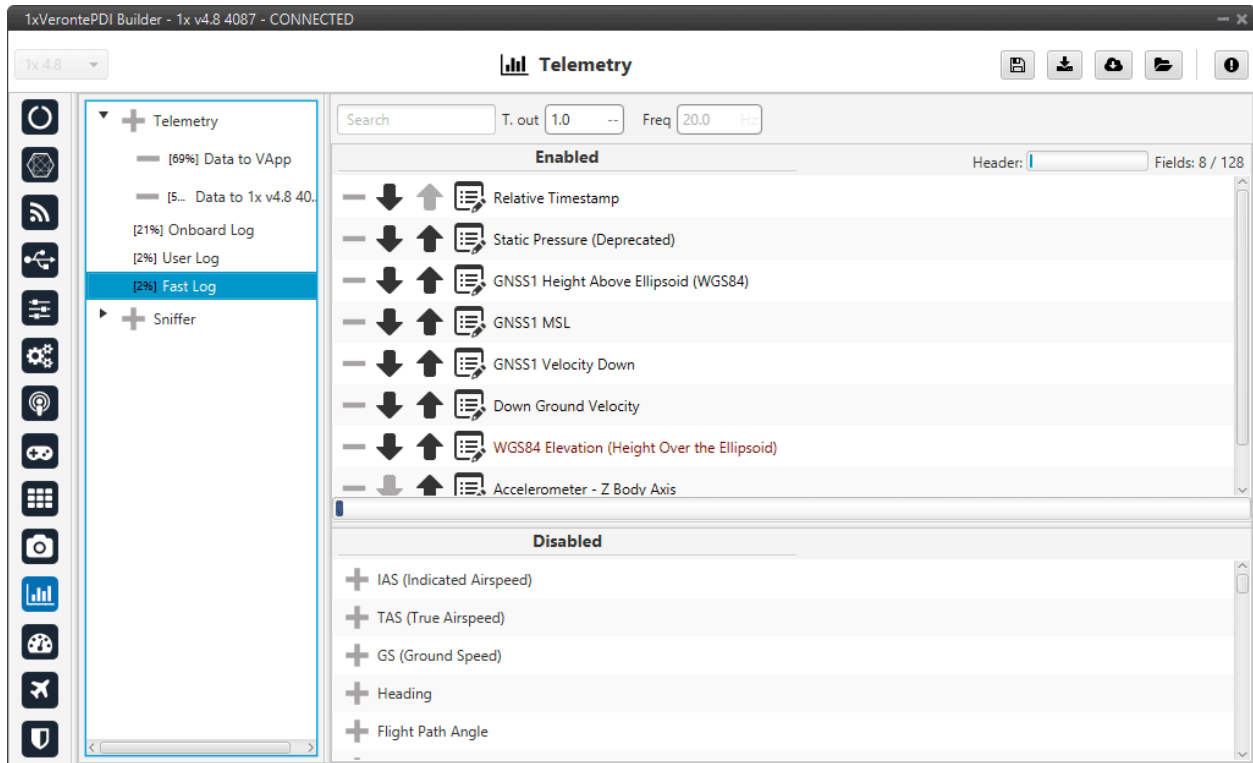 1xVerontePDI Builder - 1x v4.8 4087 - CONNECTED
1x 4.8
Telemetry
Telemetry
[69%] Data to VApp
[5... Data to 1x v4.8 40..
[21%] Onboard Log
[2%] User Log
[2%] Fast Log
Sniffer
Search T. out 1.0 -- Freq 20.0 Hz
Enabled Header: Fields: 8 / 128
Relative Timestamp
Static Pressure (Deprecated)
GNSS1 Height Above Ellipsoid (WGS84)
GNSS1 MSL
GNSS1 Velocity Down
Down Ground Velocity
WGS84 Elevation (Height Over the Ellipsoid)
Accelerometer - Z Body Axis
Disabled
IAS (Indicated Airspeed)
TAS (True Airspeed)
GS (Ground Speed)
Heading
Flight Path Angle